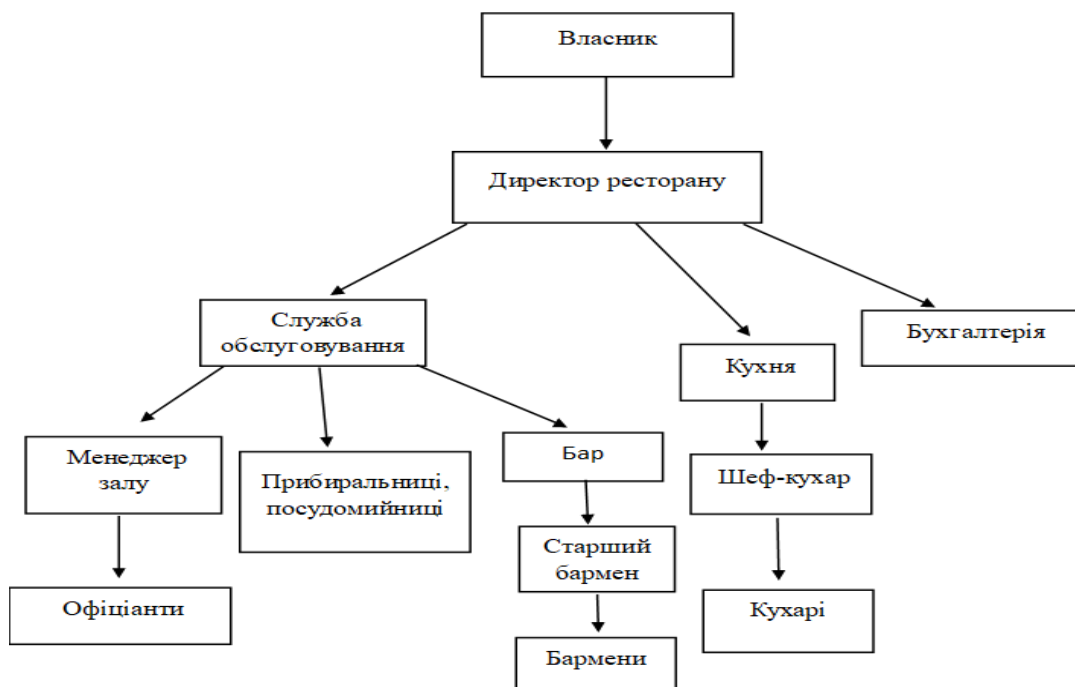 Власник
Директор ресторану
Служба
обслуговування
Бухгалтерія
Кухня
Менеджер
залу
Прибиральниці,
посудомийниці
Бар
Шеф-кухар
Старший
бармен
Офіціанти
Кухарі
Бармени